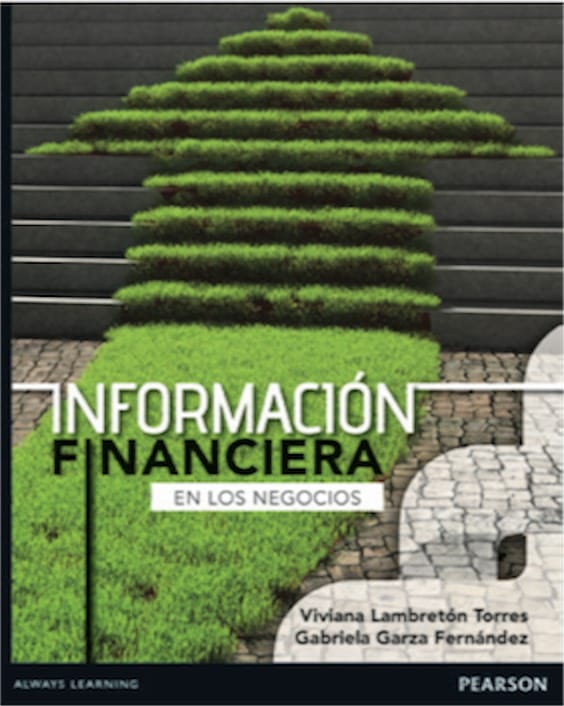 INFORMACIÓN
FINANCIERA
EN LOS NEGOCIOS
Viviana Lambretón Torres
Gabriela Garza Fernández
ALWAYS LEARNING
PEARSON